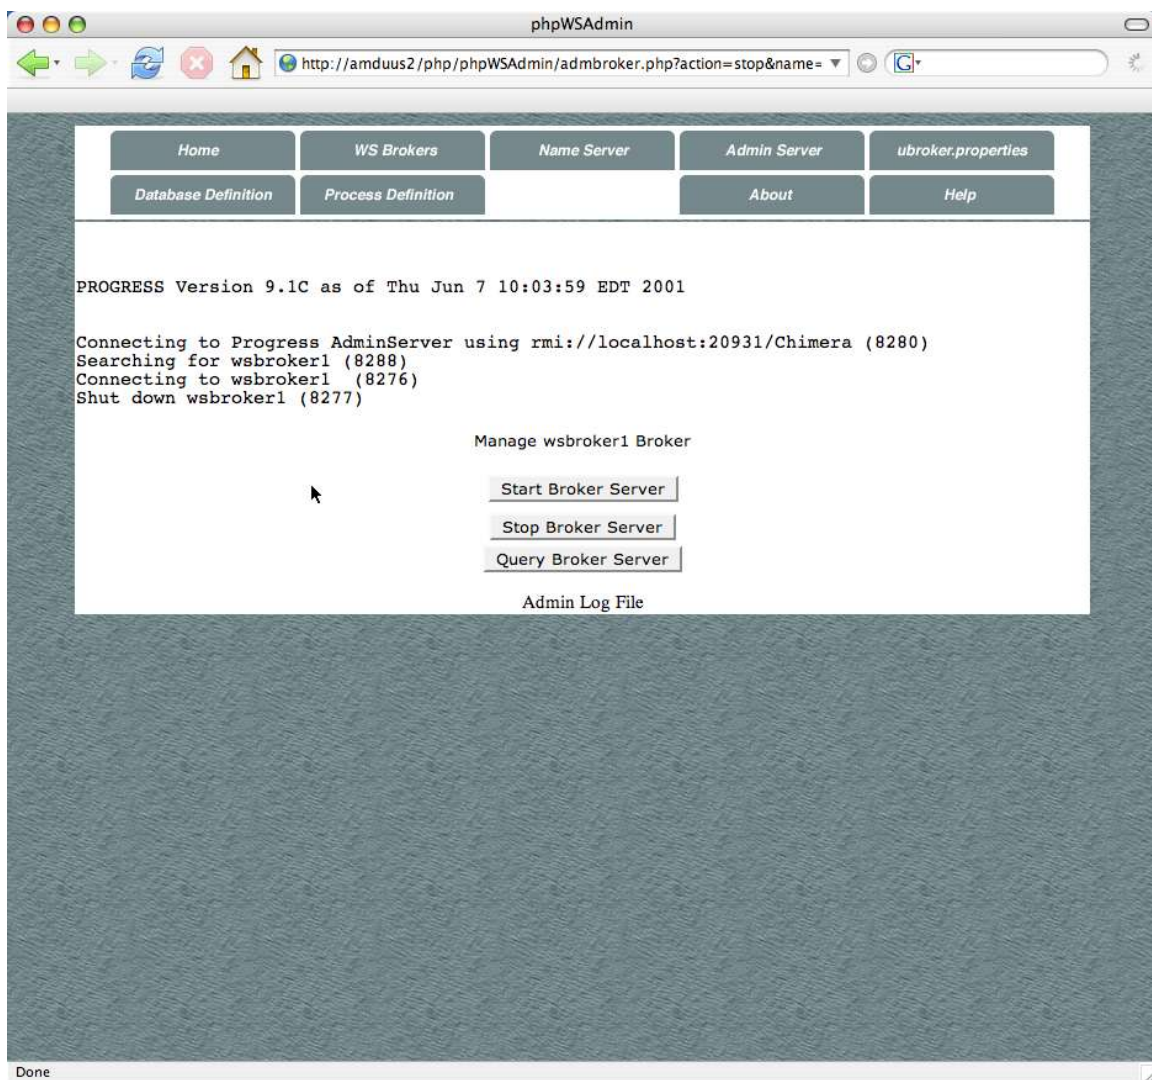 phpWSAdmin
http://amduus2/php/phpWSAdmin/admbroker.php?action=stop&name=
G
Home WS Brokers Name Server Admin Server ubroker.properties
Database Definition Process Definition About Help
PROGRESS Version 9.1C as of Thu Jun 7 10:03:59 EDT 2001
Connecting to Progress AdminServer using rmi://localhost:20931/Chimera (8280)
Searching for wsbroker1 (8288)
Connecting to wsbroker1 (8276)
Shut down wsbroker1 (8277)
Manage wsbroker1 Broker
Start Broker Server
Stop Broker Server
Query Broker Server
Admin Log File
Done